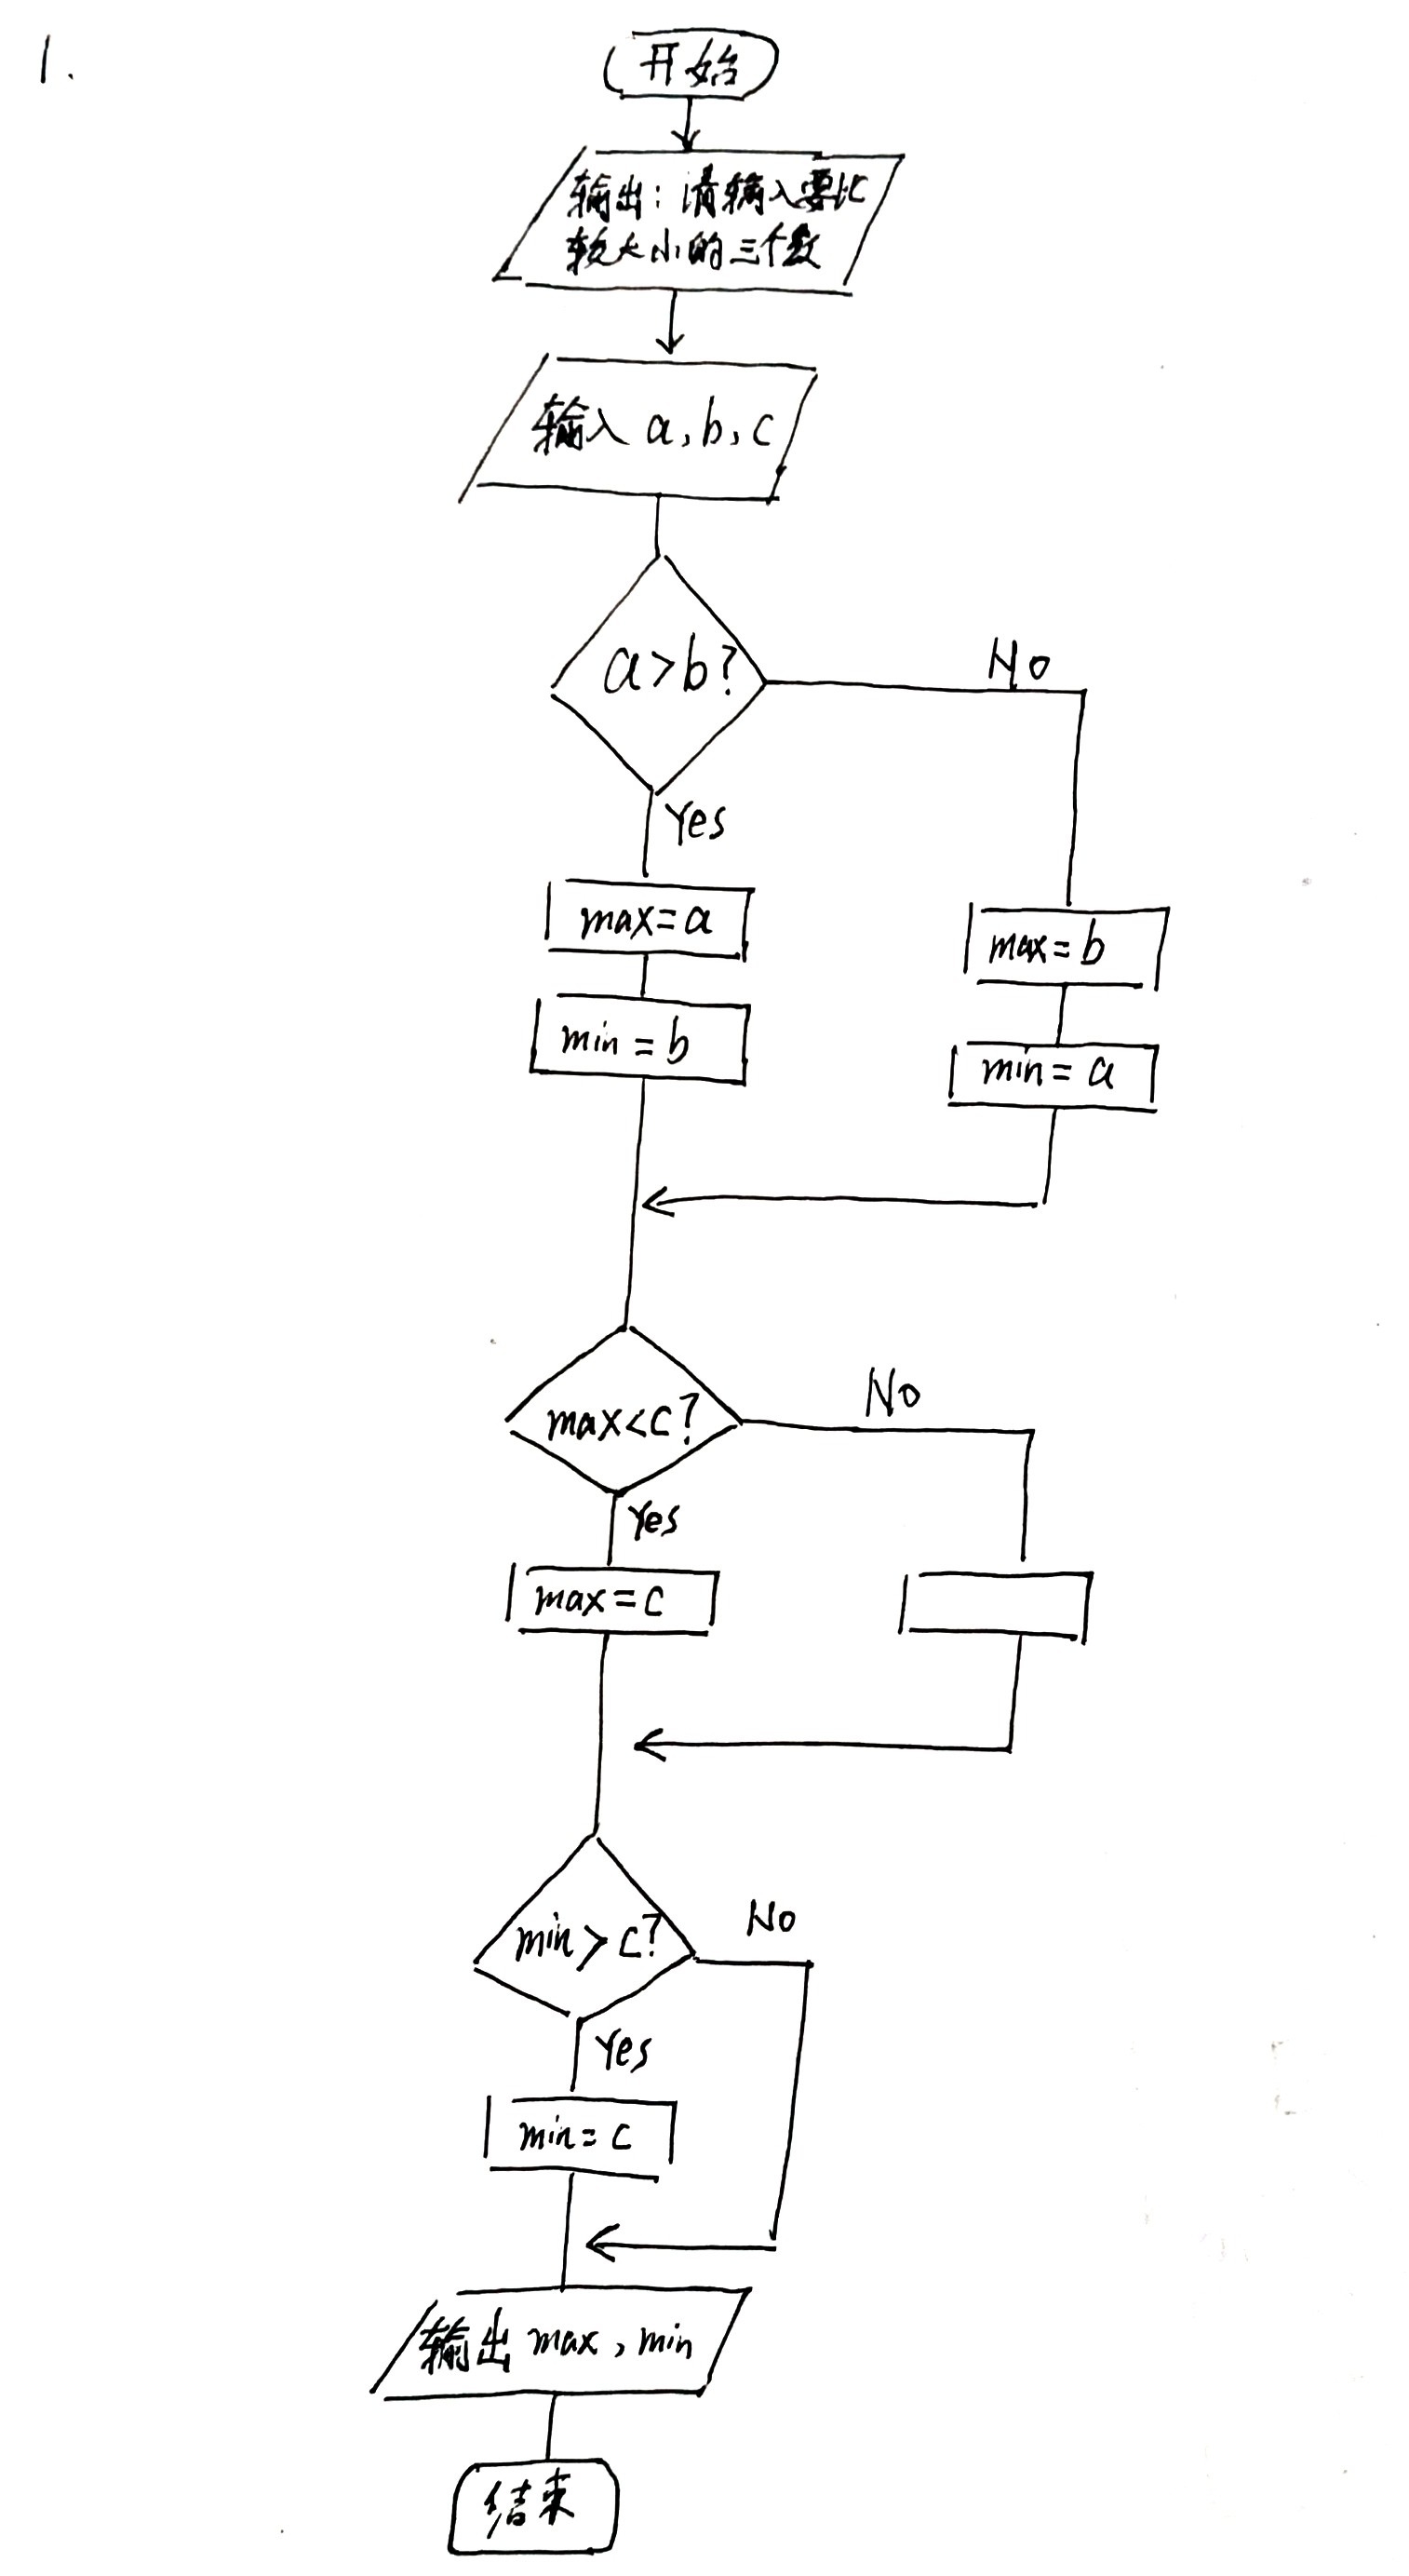 1.
开始
输出：请输入要比
较大小的三个数
输入 a, b, c
a>b?
No
Yes
max=a
max=b
min=b
min=a
max<c?
No
Yes
max=c
min>c?
No
Yes
min=c
输出 max, min
结束